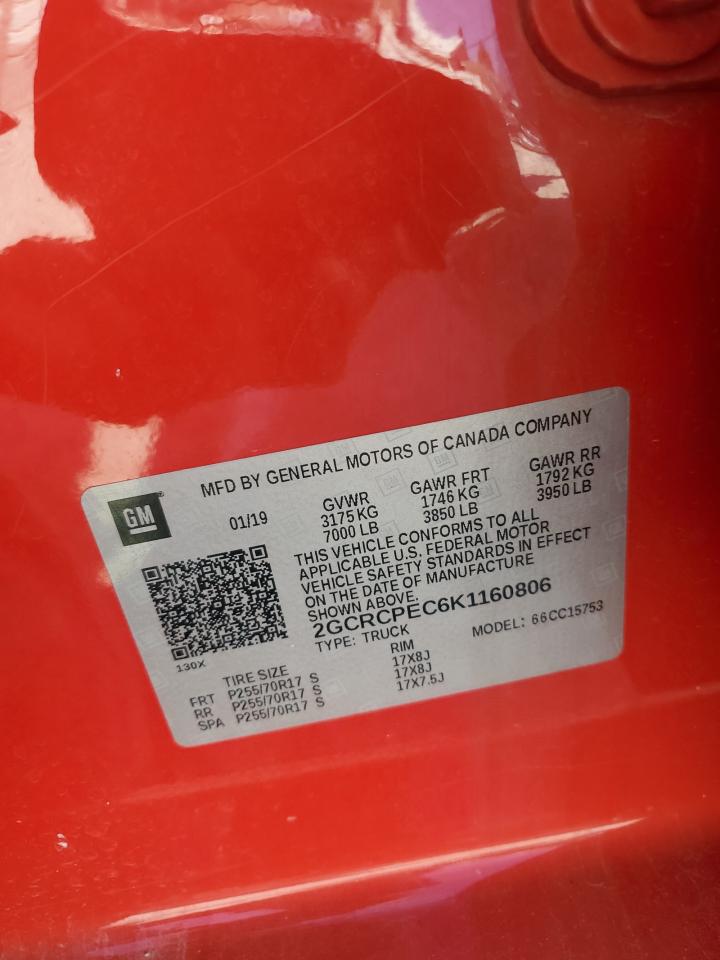 MFD BY GENERAL MOTORS OF CANADA COMPANY
GM
01/19
GVWR
3175 KG
7000 LB
GAWR FRT
1746 KG
3850 LB
GAWR RR
1792 KG
3950 LB
THIS VEHICLE CONFORMS TO ALL
APPLICABLE U.S. FEDERAL MOTOR
VEHICLE SAFETY STANDARDS IN EFFECT
ON THE DATE OF MANUFACTURE
SHOWN ABOVE.
2GCRCPEC6K1160806
TYPE: TRUCK
MODEL: 66CC15753
130X
TIRE SIZE RIM
FRT P255/70R17 S 17X8J
RR P255/70R17 S 17X8J
SPA P255/70R17 S 17X7.5J